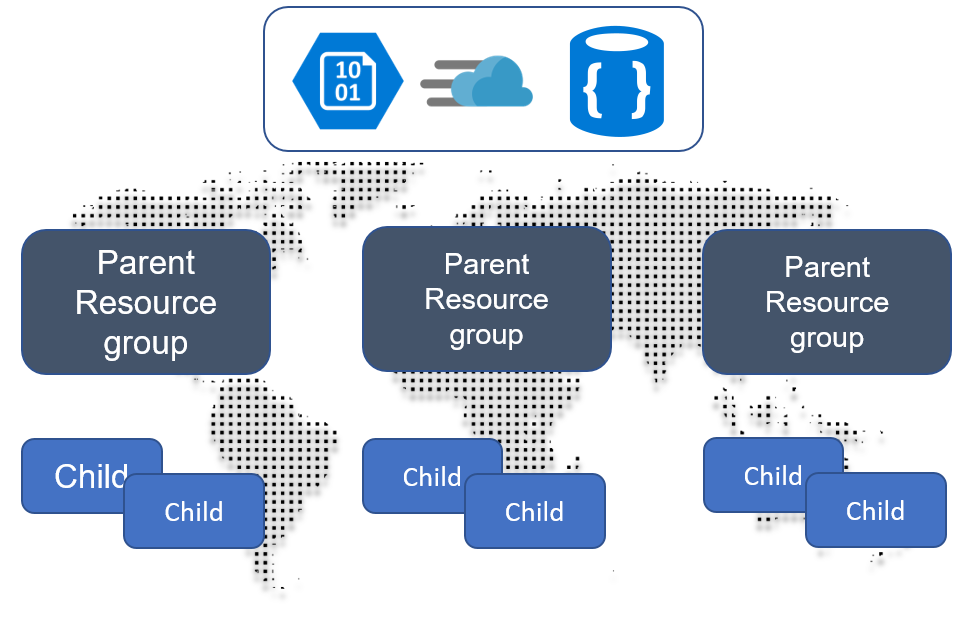 10
01
{ }
Parent
Resource
group
Parent
Resource
group
Parent
Resource
group
Child
Child
Child
Child
Child
Child